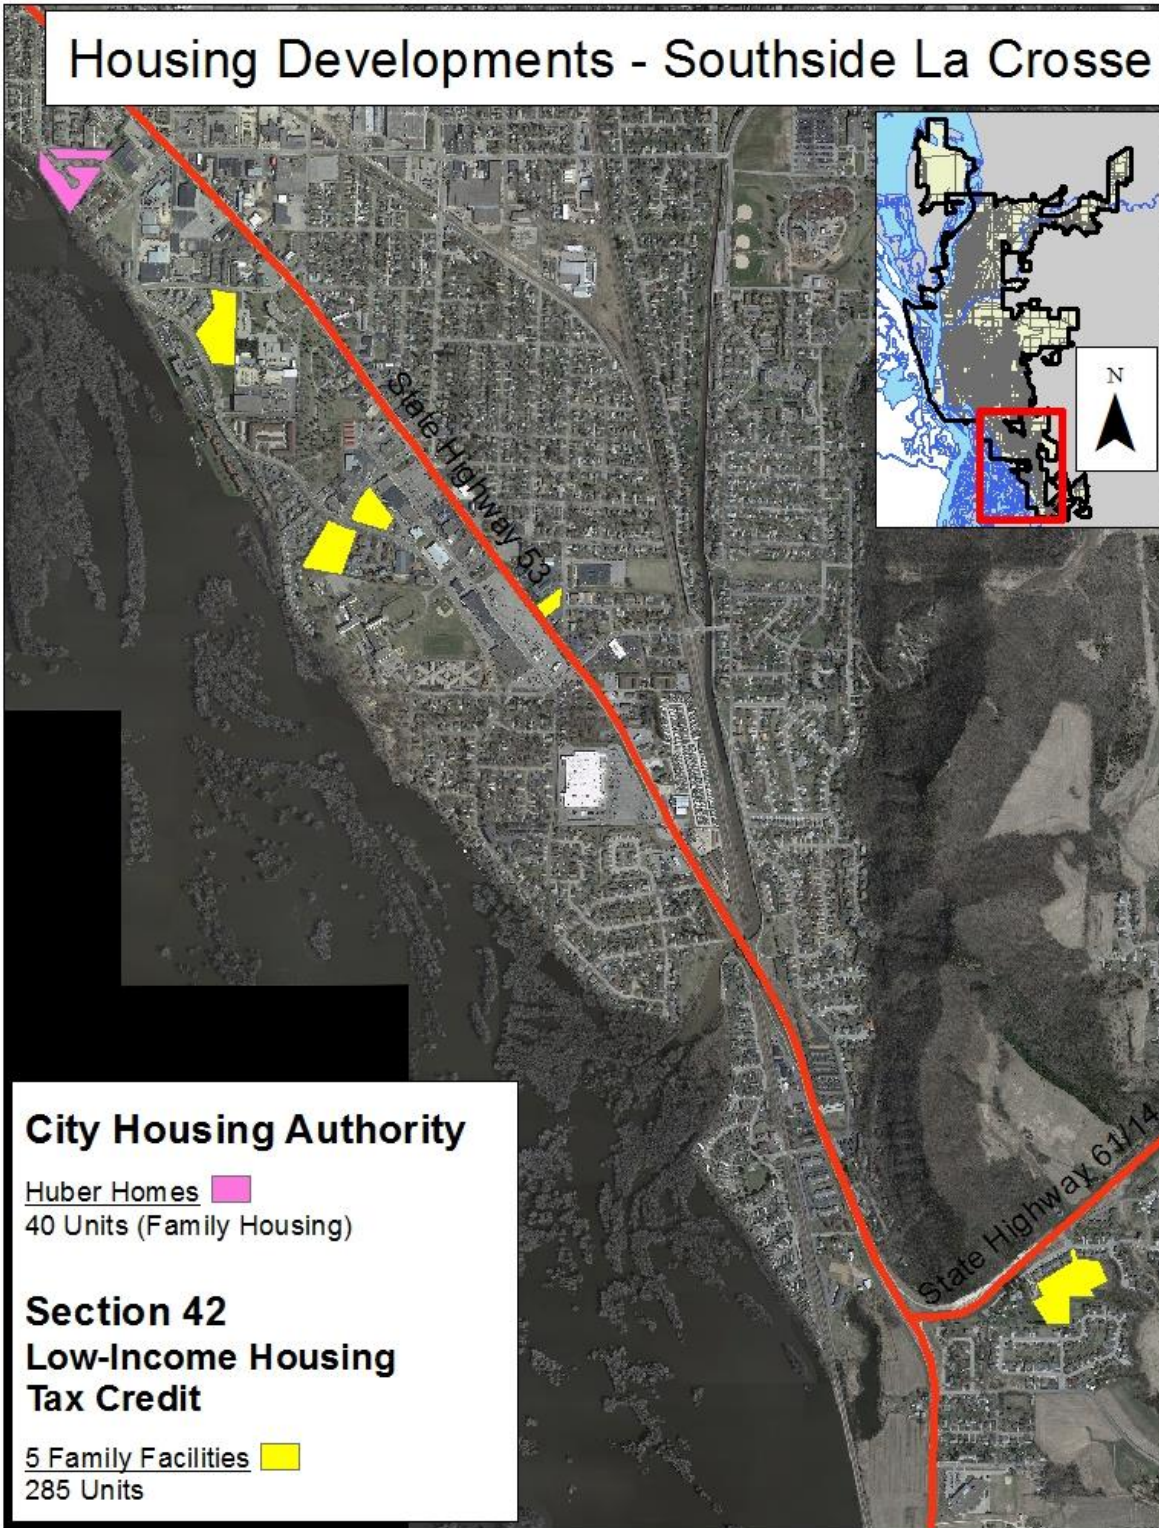 Housing Developments - Southside La Crosse
N
State Highway 53
State Highway 61/14
City Housing Authority
Huber Homes
40 Units (Family Housing)
Section 42
Low-Income Housing
Tax Credit
5 Family Facilities
285 Units